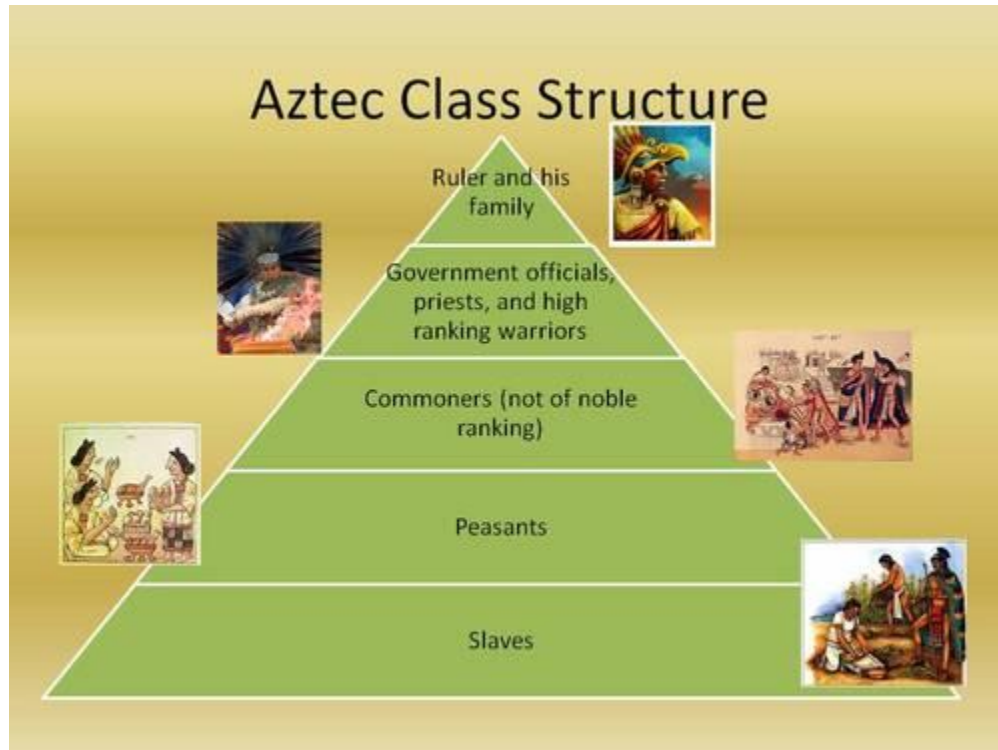 Aztec Class Structure
Ruler and his
family
Government officials,
priests, and high
ranking warriors
Commoners (not of noble
ranking)
Peasants
Slaves